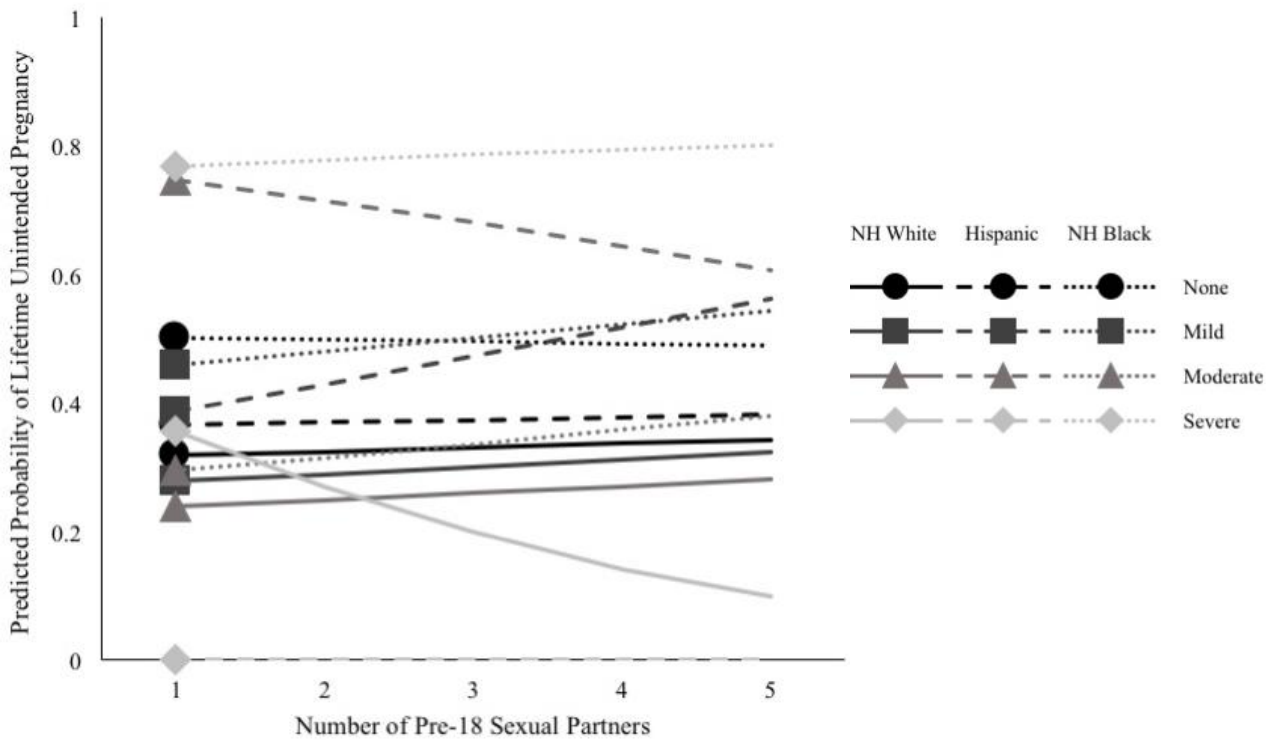 Predicted Probability of Lifetime Unintended Pregnancy
1
0.8
0.6
0.4
0.2
0
1 2 3 4 5
Number of Pre-18 Sexual Partners
NH White Hispanic NH Black
None
Mild
Moderate
Severe